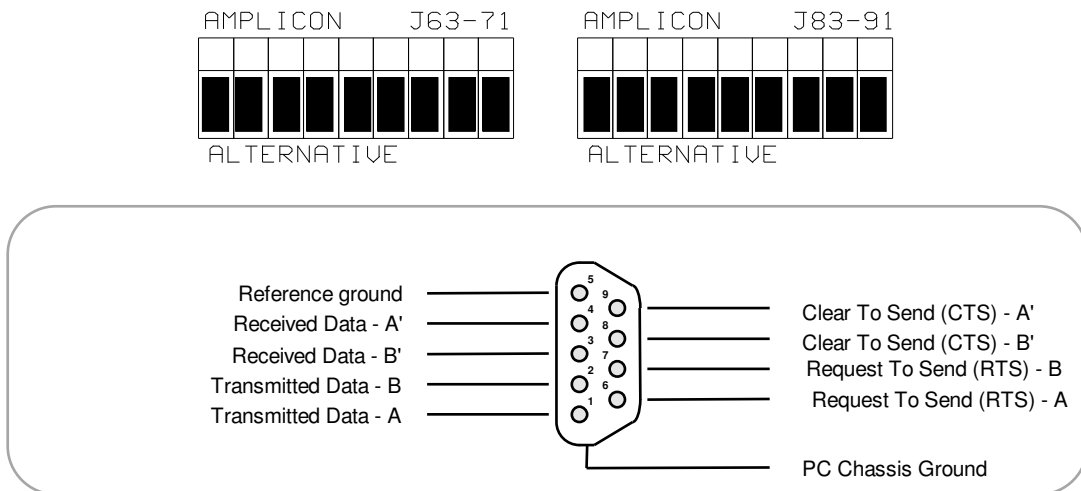 AMPLICON J63-71
ALTERNATIVE
AMPLICON J83-91
ALTERNATIVE
Reference ground
Received Data - A'
Received Data - B'
Transmitted Data - B
Transmitted Data - A
5
9
4
8
3
7
2
6
1
Clear To Send (CTS) - A'
Clear To Send (CTS) - B'
Request To Send (RTS) - B
Request To Send (RTS) - A
PC Chassis Ground